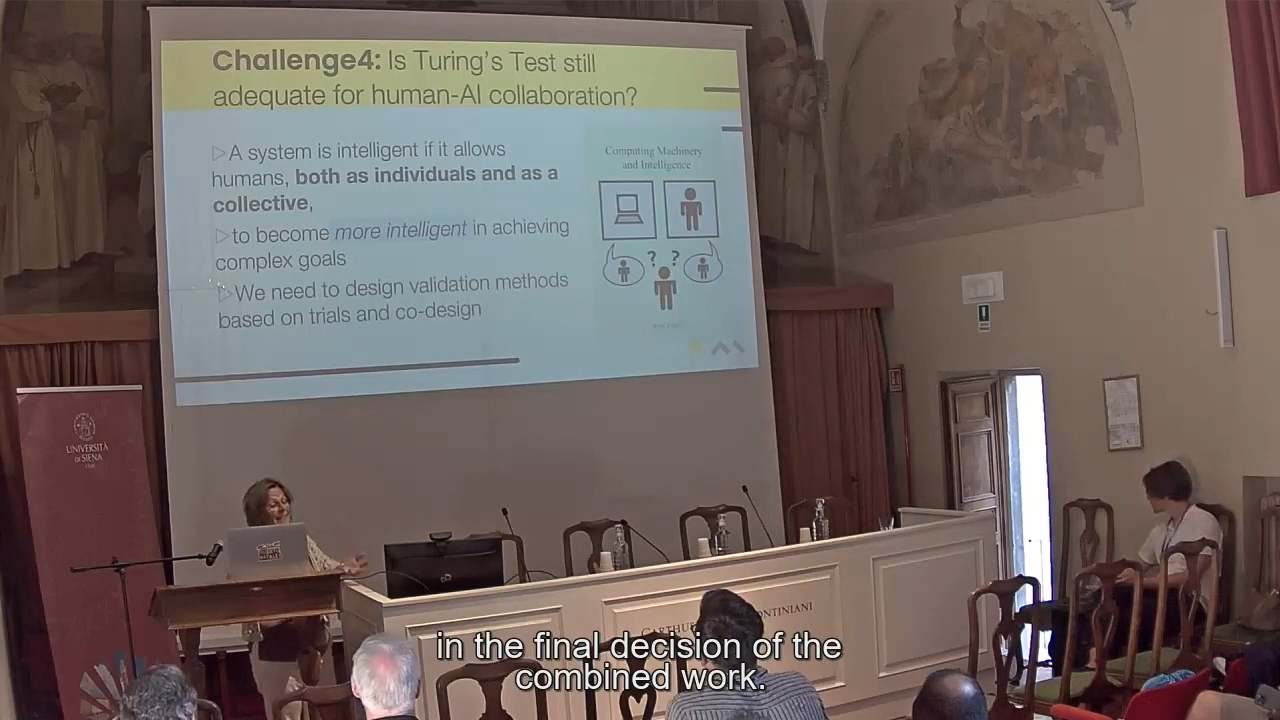 Challenge4: Is Turing's Test still
adequate for human-AI collaboration?
▷A system is intelligent if it allows
humans, both as individuals and as a
collective,
▷to become more intelligent in achieving
complex goals
▷We need to design validation methods
based on trials and co-design
Computing Machinery
and Intelligence
? ?
UNIVERSITÀ
DI SIENA
in the final decision of the
combined work.